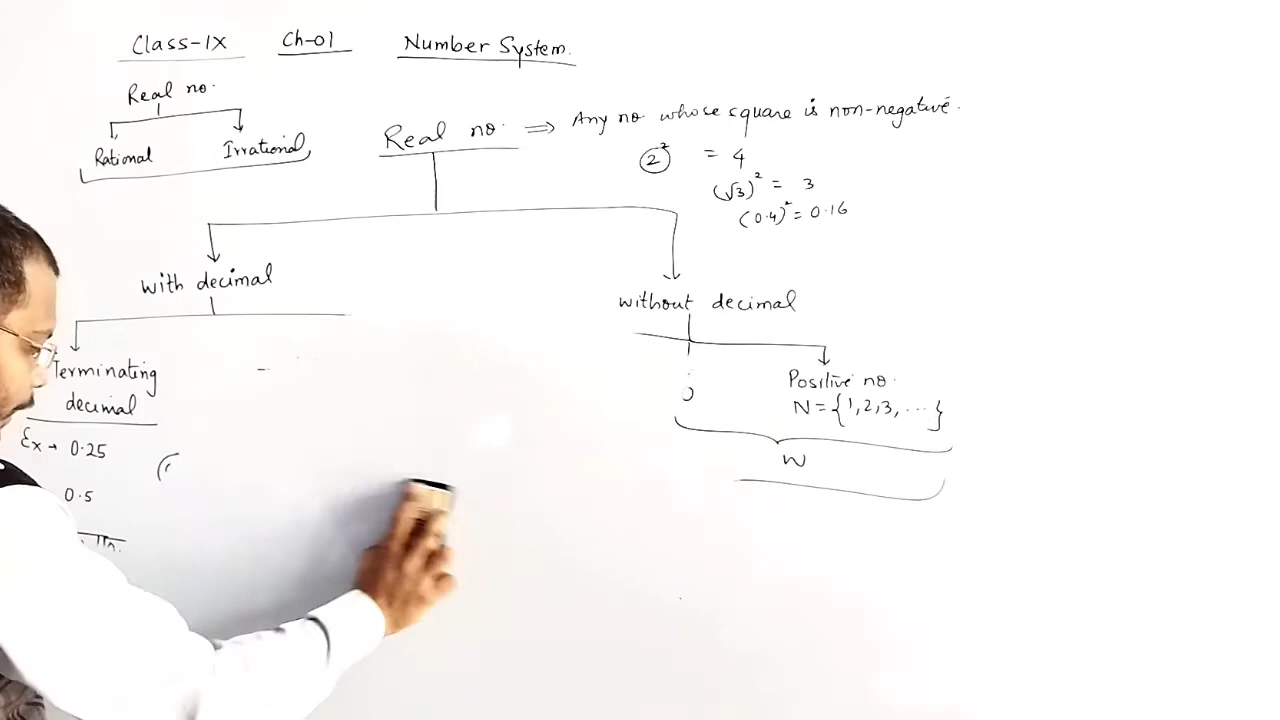 Class-IX Ch-01 Number System.
Real no.
Rational Irrational
Real no. ⇒ Any no whose square is non-negative.
2² = 4
(√3)² = 3
(0.4)² = 0.16
with decimal
without decimal
Terminating
decimal
Ex → 0.25
0.5
0
Positive no.
N = {1, 2, 3, ....}
W